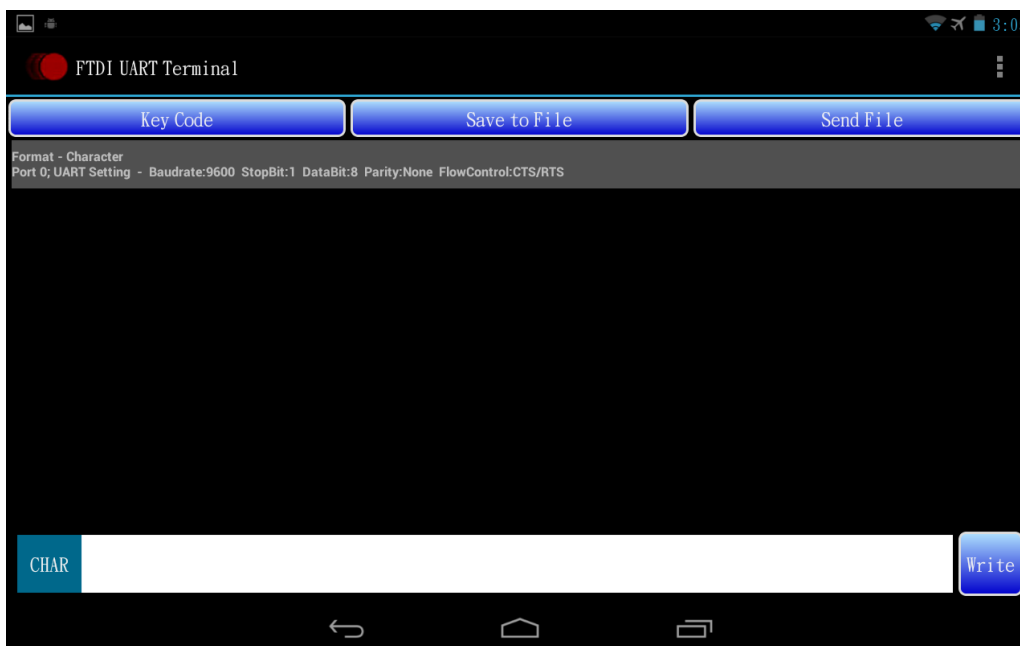 3:0
FTDI UART Terminal
Key Code Save to File Send File
Format - Character
Port 0; UART Setting - Baudrate:9600 StopBit:1 DataBit:8 Parity:None FlowControl:CTS/RTS
CHAR Write